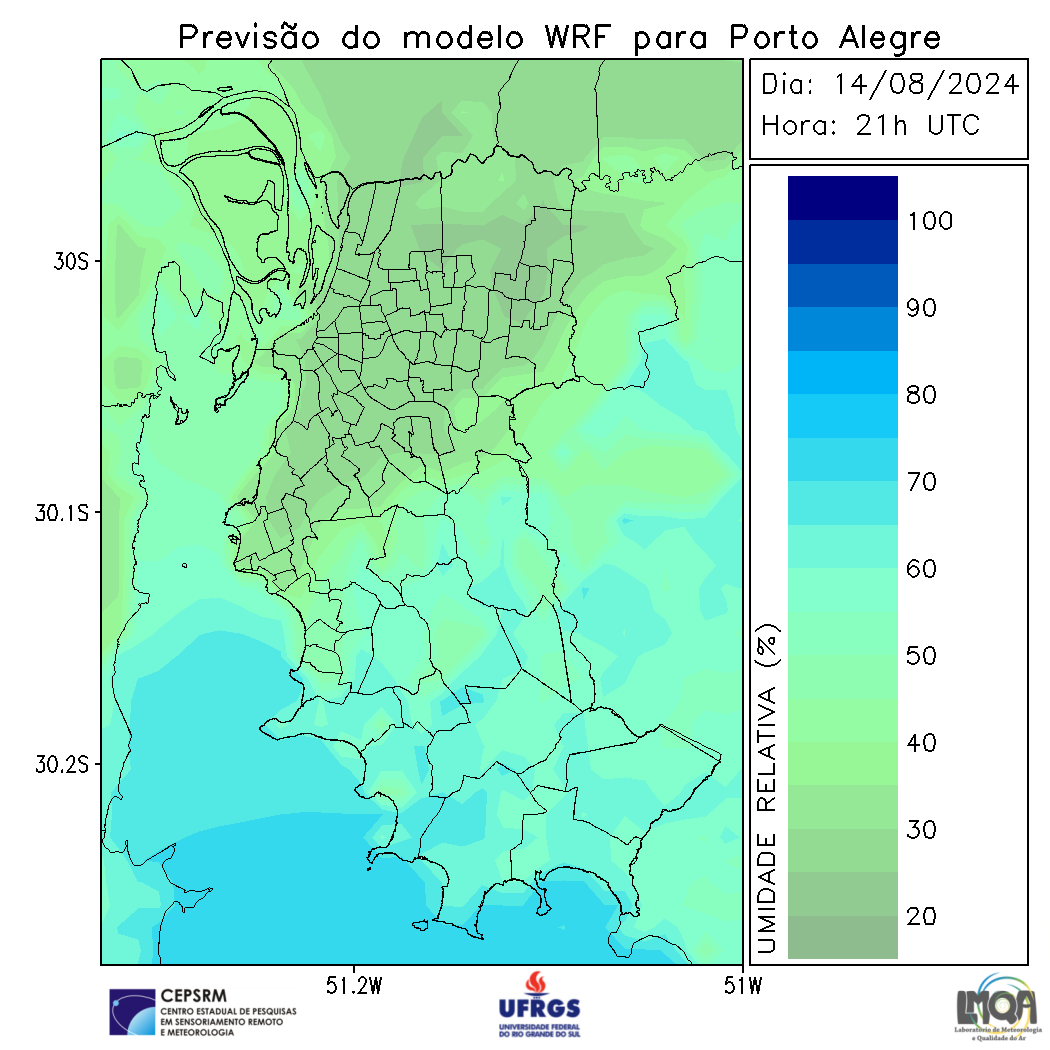 Previsão do modelo WRF para Porto Alegre
Dia: 14/08/2024
Hora: 21h UTC
30S
30.1S
30.2S
51.2W
51W
UMIDADE RELATIVA (%)
100
90
80
70
60
50
40
30
20
CEPSRM
CENTRO ESTADUAL DE PESQUISAS
EM SENSORIAMENTO REMOTO
E METEOROLOGIA
UFRGS
UNIVERSIDADE FEDERAL
DO RIO GRANDE DO SUL
LMQA
Laboratório de Meteorologia
e Qualidade do Ar